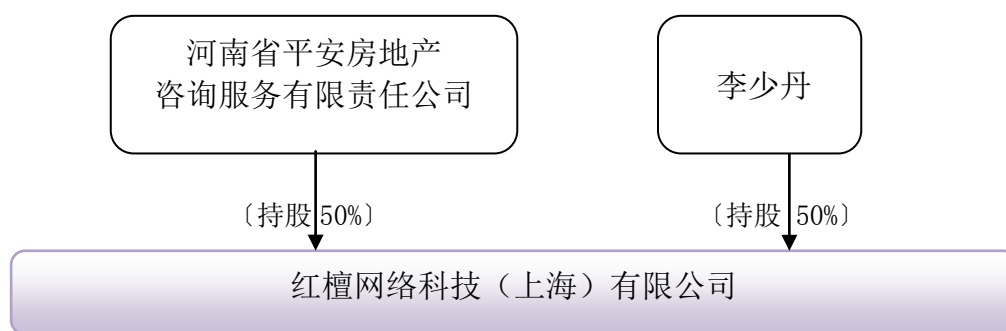 河南省平安房地产
咨询服务有限责任公司
李少丹
〔持股 50%〕
〔持股 50%〕
红檀网络科技（上海）有限公司